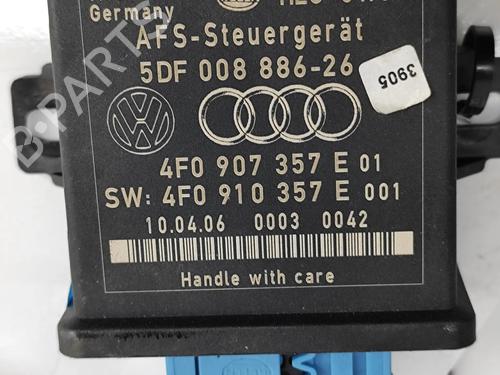 Germany
AFS-Steuergerät
5DF 008 886-26
3905
4F0 907 357 E 01
SW: 4F0 910 357 E 001
10.04.06 0003 0042
Handle with care
B-PARTS